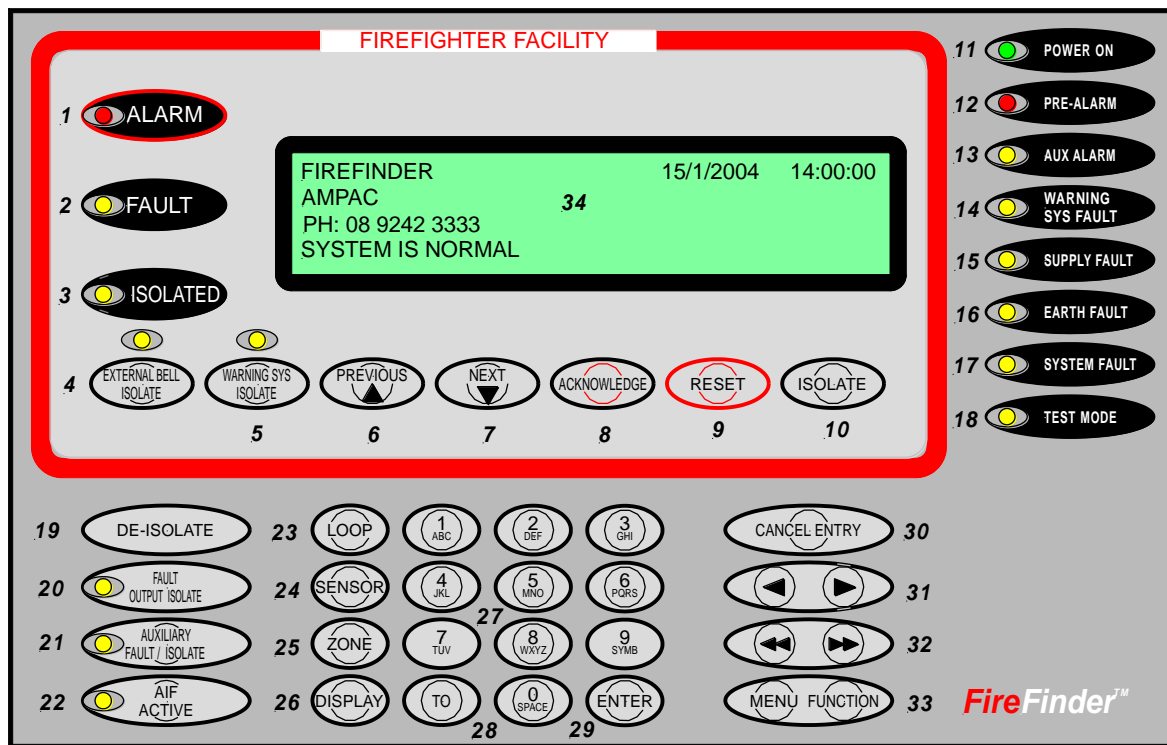 FIREFIGHTER FACILITY
1 ALARM
2 FAULT
3 ISOLATED
FIREFINDER 15/1/2004 14:00:00
AMPAC 34
PH: 08 9242 3333
SYSTEM IS NORMAL
4 EXTERNAL BELL ISOLATE
WARNING SYS ISOLATE
PREVIOUS
NEXT
ACKNOWLEDGE
RESET
ISOLATE
5 6 7 8 9 10
11 POWER ON
12 PRE-ALARM
13 AUX ALARM
14 WARNING SYS FAULT
15 SUPPLY FAULT
16 EARTH FAULT
17 SYSTEM FAULT
18 TEST MODE
19 DE-ISOLATE
20 FAULT OUTPUT ISOLATE
21 AUXILIARY FAULT / ISOLATE
22 AIF ACTIVE
23 LOOP 1 ABC 2 DEF 3 GHI
24 SENSOR 4 JKL 5 MNO 6 PQRS
27
25 ZONE 7 TUV 8 WXYZ 9 SYMB
26 DISPLAY TO 0 SPACE ENTER
28 29
CANCEL ENTRY 30
31
32
MENU FUNCTION 33
FireFinder™